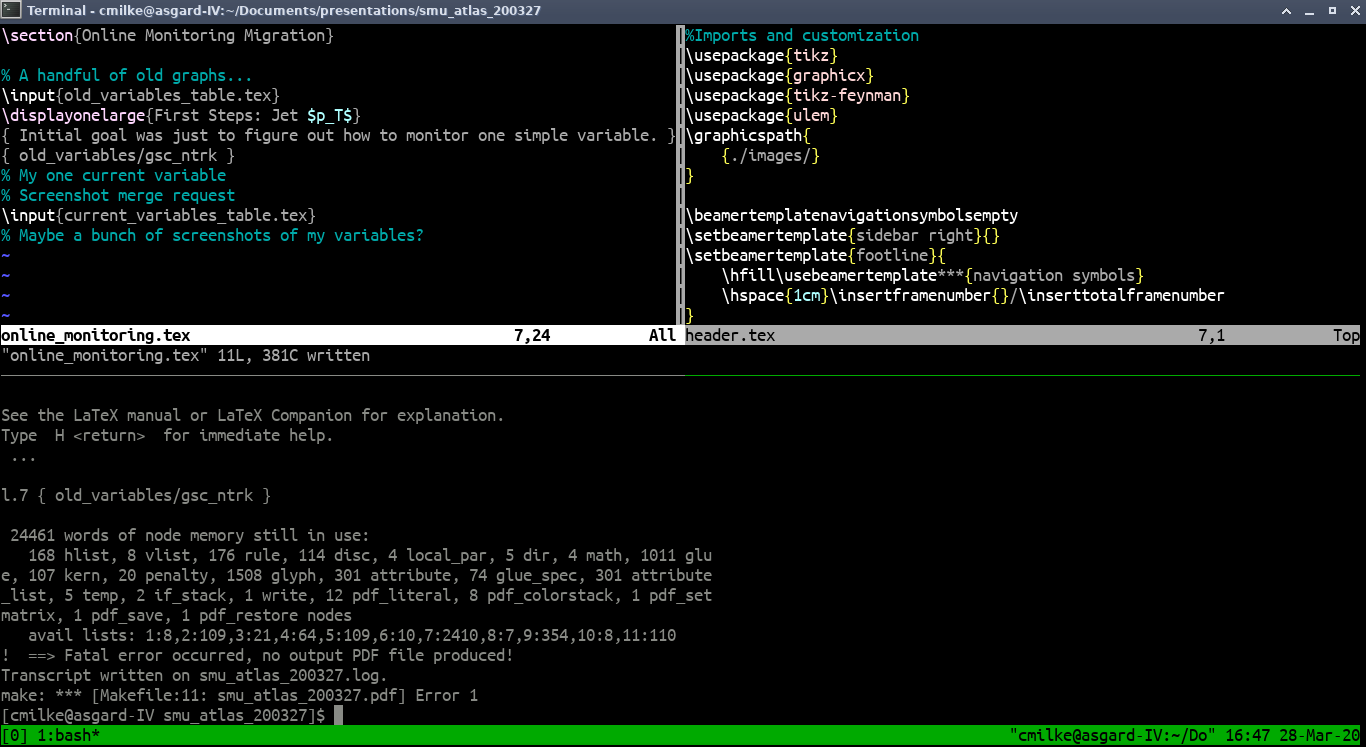 Terminal - cmilke@asgard-IV:~/Documents/presentations/smu_atlas_200327
\section{Online Monitoring Migration}
% A handful of old graphs...
\input{old_variables_table.tex}
\displayonelarge{First Steps: Jet $p_T$}
{ Initial goal was just to figure out how to monitor one simple variable. }
{ old_variables/gsc_ntrk }
% My one current variable
% Screenshot merge request
\input{current_variables_table.tex}
% Maybe a bunch of screenshots of my variables?
~
~
~
~
online_monitoring.tex 7,24 All
%Imports and customization
\usepackage{tikz}
\usepackage{graphicx}
\usepackage{tikz-feynman}
\usepackage{ulem}
\graphicspath{
{./images/}
}
\beamertemplatenavigationsymbolsempty
\setbeamertemplate{sidebar right}{}
\setbeamertemplate{footline}{
\hfill\usebeamertemplate***{navigation symbols}
\hspace{1cm}\insertframenumber{}/\inserttotalframenumber
}
header.tex 7,1 Top
"online_monitoring.tex" 11L, 381C written
See the LaTeX manual or LaTeX Companion for explanation.
Type  H <return>  for immediate help.
...
l.7 { old_variables/gsc_ntrk }
24461 words of node memory still in use:
168 hlist, 8 vlist, 176 rule, 114 disc, 4 local_par, 5 dir, 4 math, 1011 glu
e, 107 kern, 20 penalty, 1508 glyph, 301 attribute, 74 glue_spec, 301 attribute
_list, 5 temp, 2 if_stack, 1 write, 12 pdf_literal, 8 pdf_colorstack, 1 pdf_set
matrix, 1 pdf_save, 1 pdf_restore nodes
avail lists: 1:8,2:109,3:21,4:64,5:109,6:10,7:2410,8:7,9:354,10:8,11:110
!  ==> Fatal error occurred, no output PDF file produced!
Transcript written on smu_atlas_200327.log.
make: *** [Makefile:11: smu_atlas_200327.pdf] Error 1
[cmilke@asgard-IV smu_atlas_200327]$
[0] 1:bash* "cmilke@asgard-IV:~/Do" 16:47 28-Mar-20